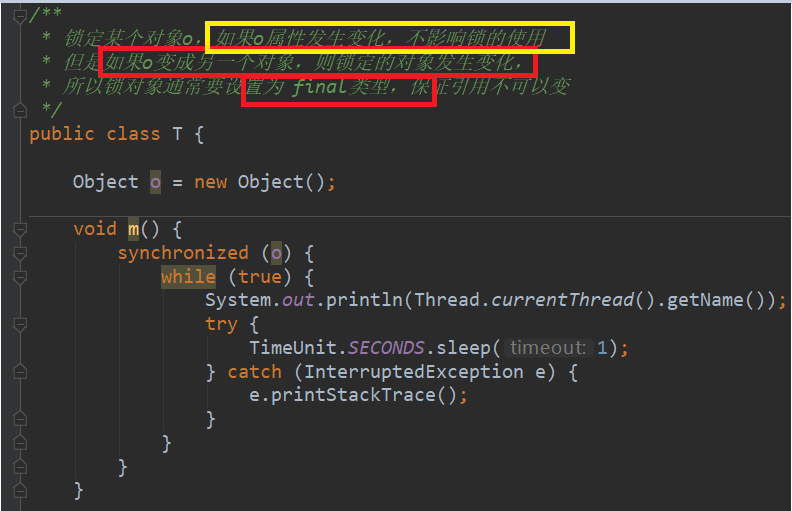 /**
* 锁定某个对象o，如果o属性发生变化，不影响锁的使用
* 但是如果o变成另一个对象，则锁定的对象发生变化，
* 所以锁对象通常要设置为 final类型，保证引用不可以变
*/
public class T {
Object o = new Object();
void m() {
synchronized (o) {
while (true) {
System.out.println(Thread.currentThread().getName());
try {
TimeUnit.SECONDS.sleep( timeout: 1);
} catch (InterruptedException e) {
e.printStackTrace();
}
}
}
}